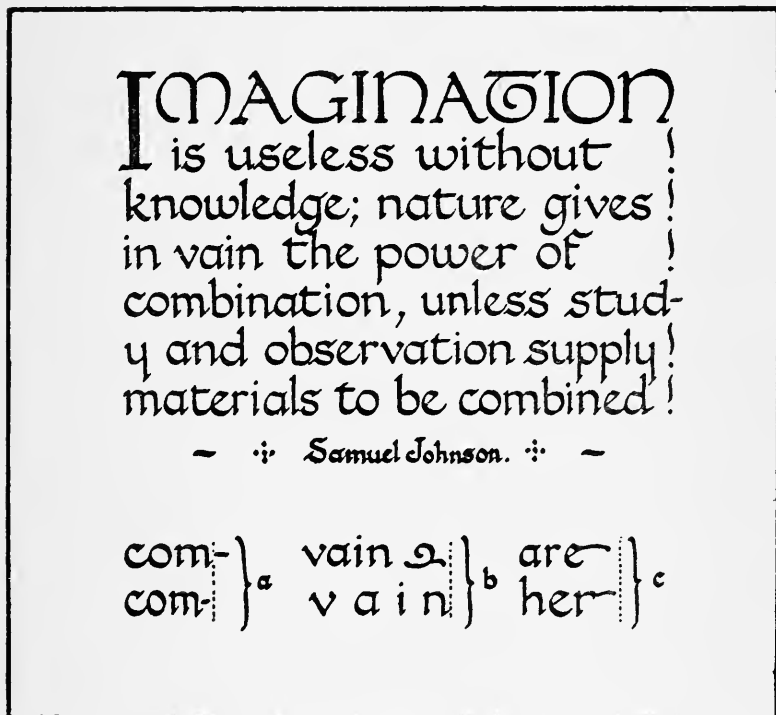 IMAGINATION
is useless without
knowledge; nature gives
in vain the power of
combination, unless stud-
y and observation supply
materials to be combined
Samuel Johnson.
com- vain are
com- a vain b her c